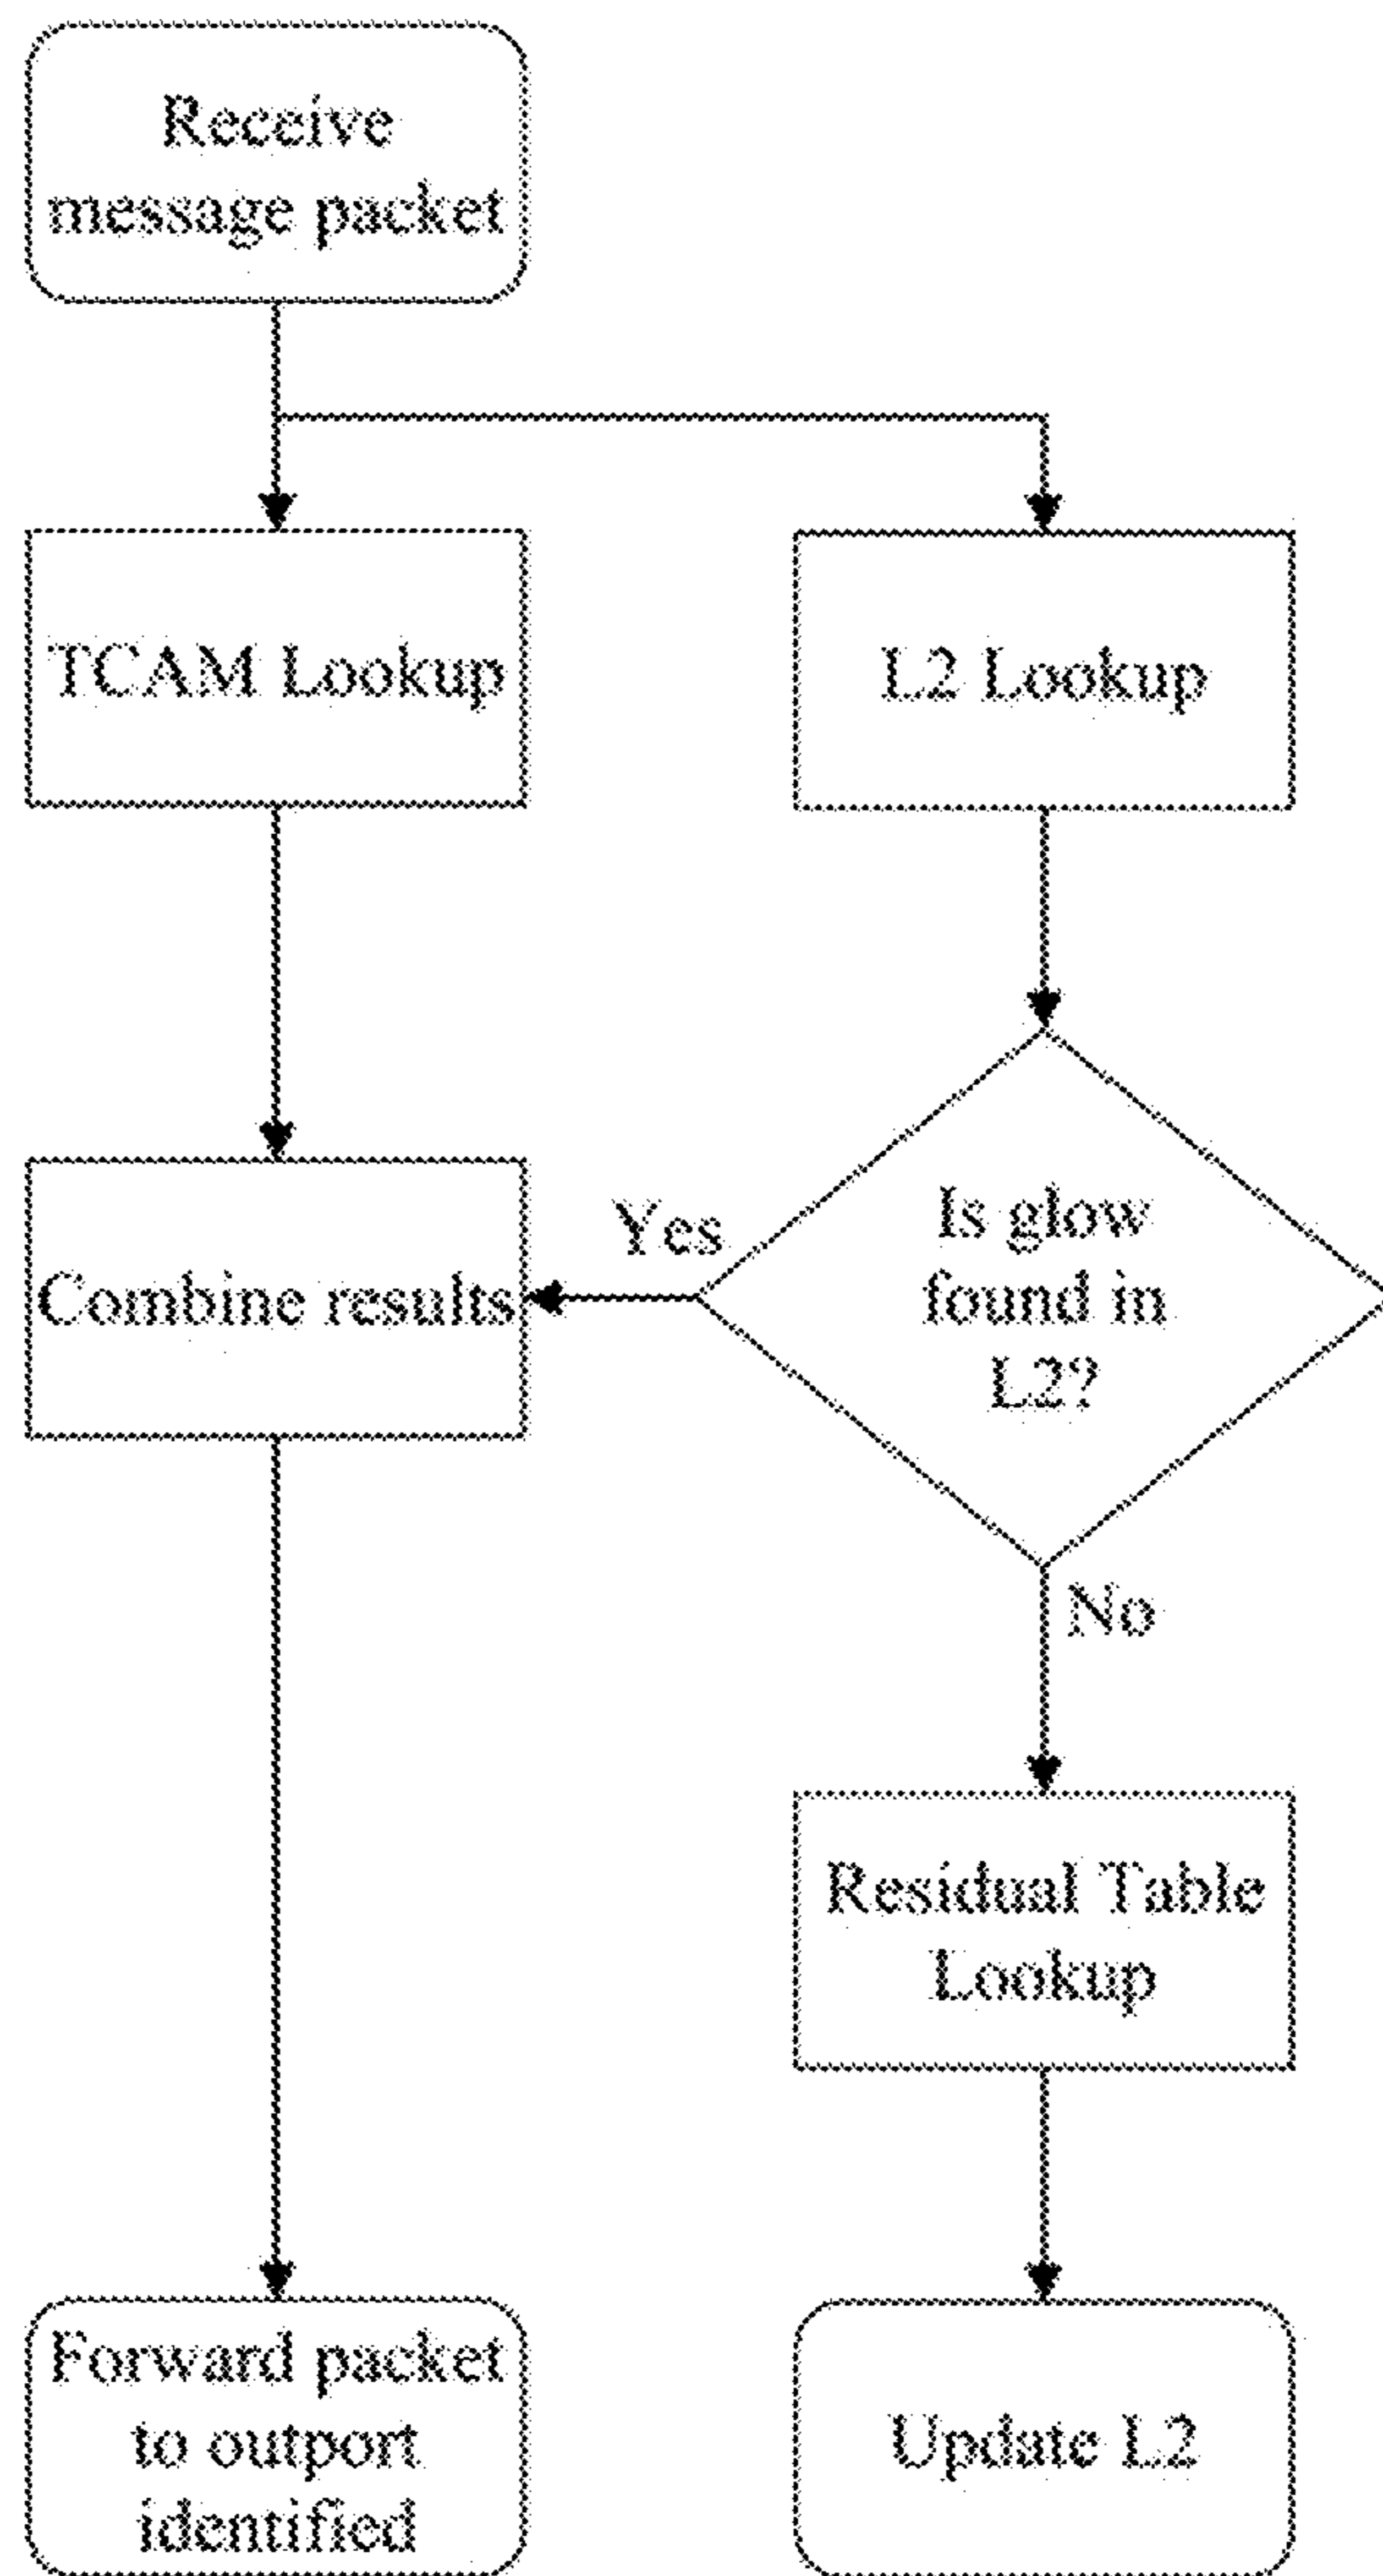 Receive
message packet
TCAM Lookup
L2 Lookup
Combine results
Yes
Is glow
found in
L2?
No
Residual Table
Lookup
Forward packet
to outport
identified
Update L2